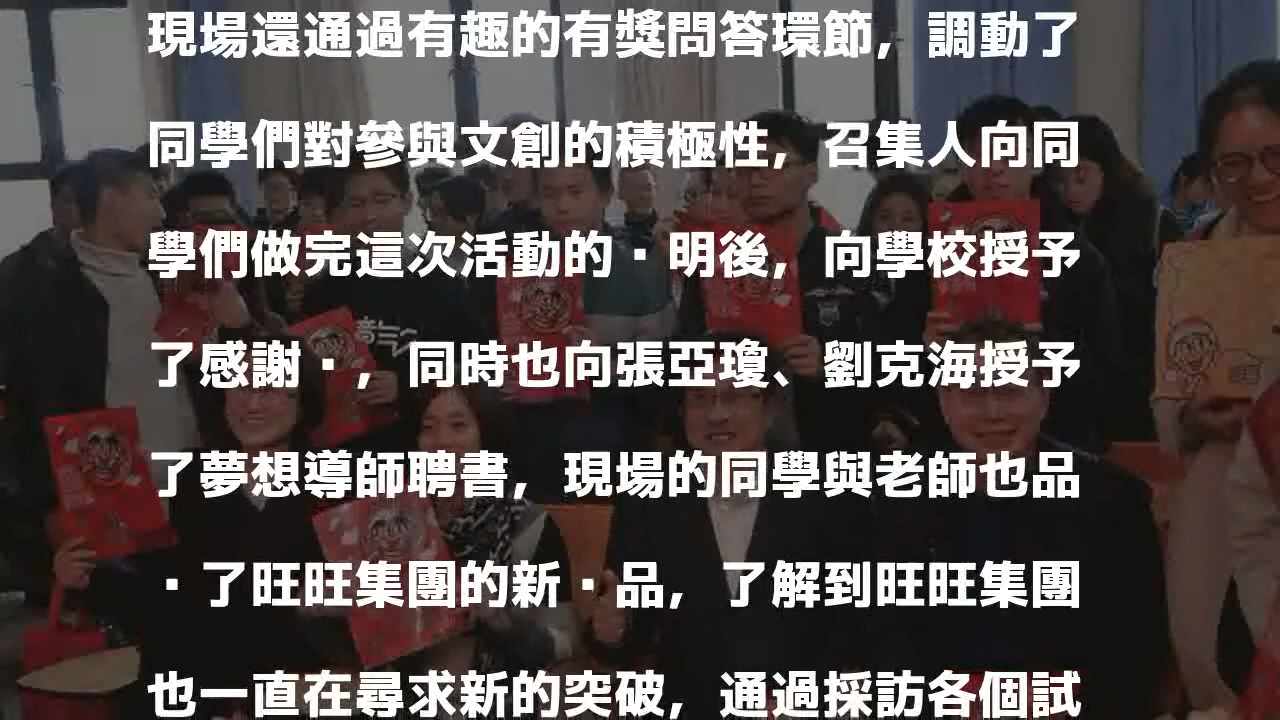 現場還通過有趣的有獎問答環節，調動了
同學們對參與文創的積極性，召集人向同
學們做完這次活動的·明後，向學校授予
了感謝·，同時也向張亞瓊、劉克海授予
了夢想導師聘書，現場的同學與老師也品
·了旺旺集團的新·品，了解到旺旺集團
也一直在尋求新的突破，通過採訪各個試